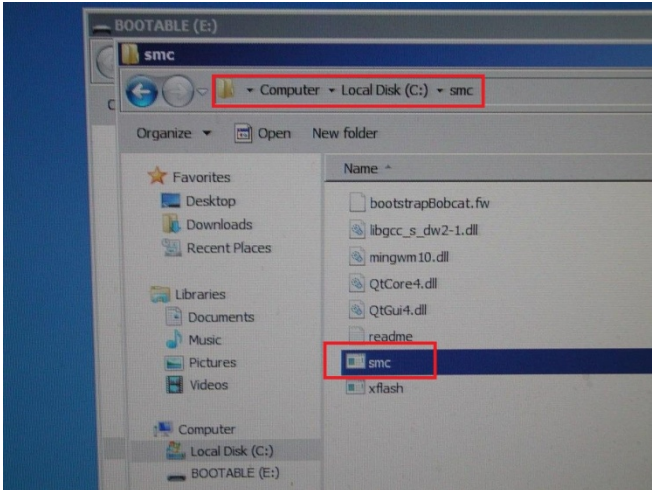 BOOTABLE (E:)
smc
Computer Local Disk (C:) smc
Organize Open New folder
Favorites
Desktop
Downloads
Recent Places
Libraries
Documents
Music
Pictures
Videos
Computer
Local Disk (C:)
BOOTABLE (E:)
Name
bootstrapBobcat.fw
libgcc_s_dw2-1.dll
mingwm10.dll
QtCore4.dll
QtGui4.dll
readme
smc
xflash